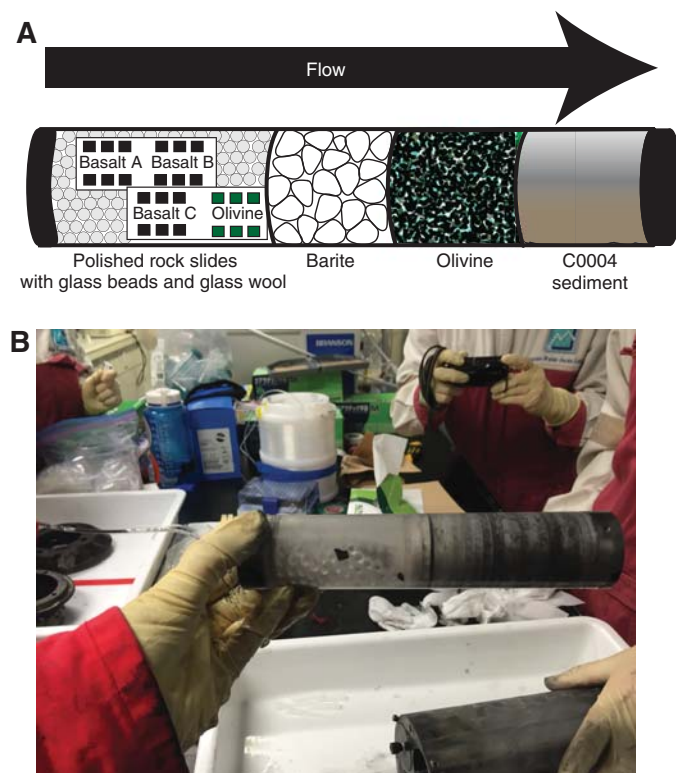 A
Flow
Basalt A Basalt B
Basalt C Olivine
Polished rock slides
with glass beads and glass wool
Barite
Olivine
C0004
sediment
B
BRANSON